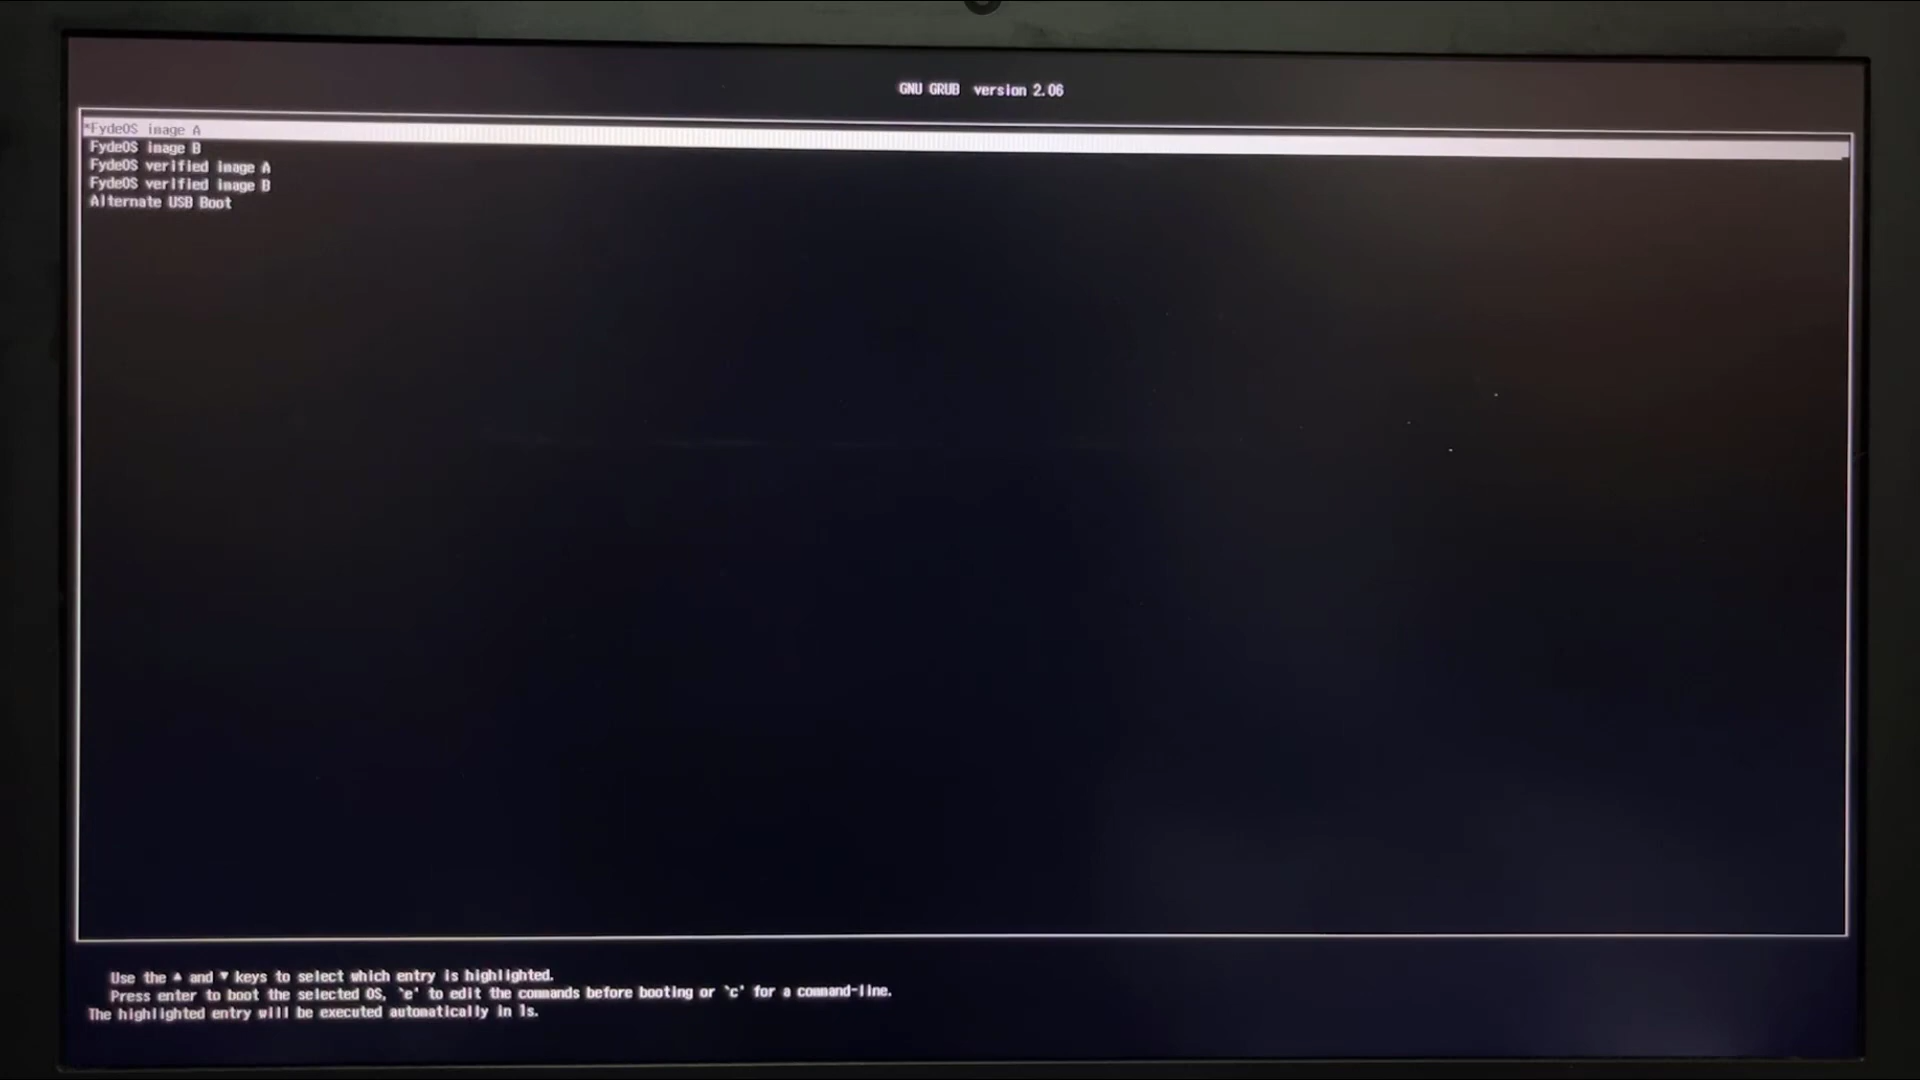 GNU GRUB version 2.06
*FydeOS image A
FydeOS image B
FydeOS verified image A
FydeOS verified image B
Alternate USB Boot
Use the ▲ and ▼ keys to select which entry is highlighted.
Press enter to boot the selected OS, `e' to edit the commands before booting or `c' for a command-line.
The highlighted entry will be executed automatically in 1s.